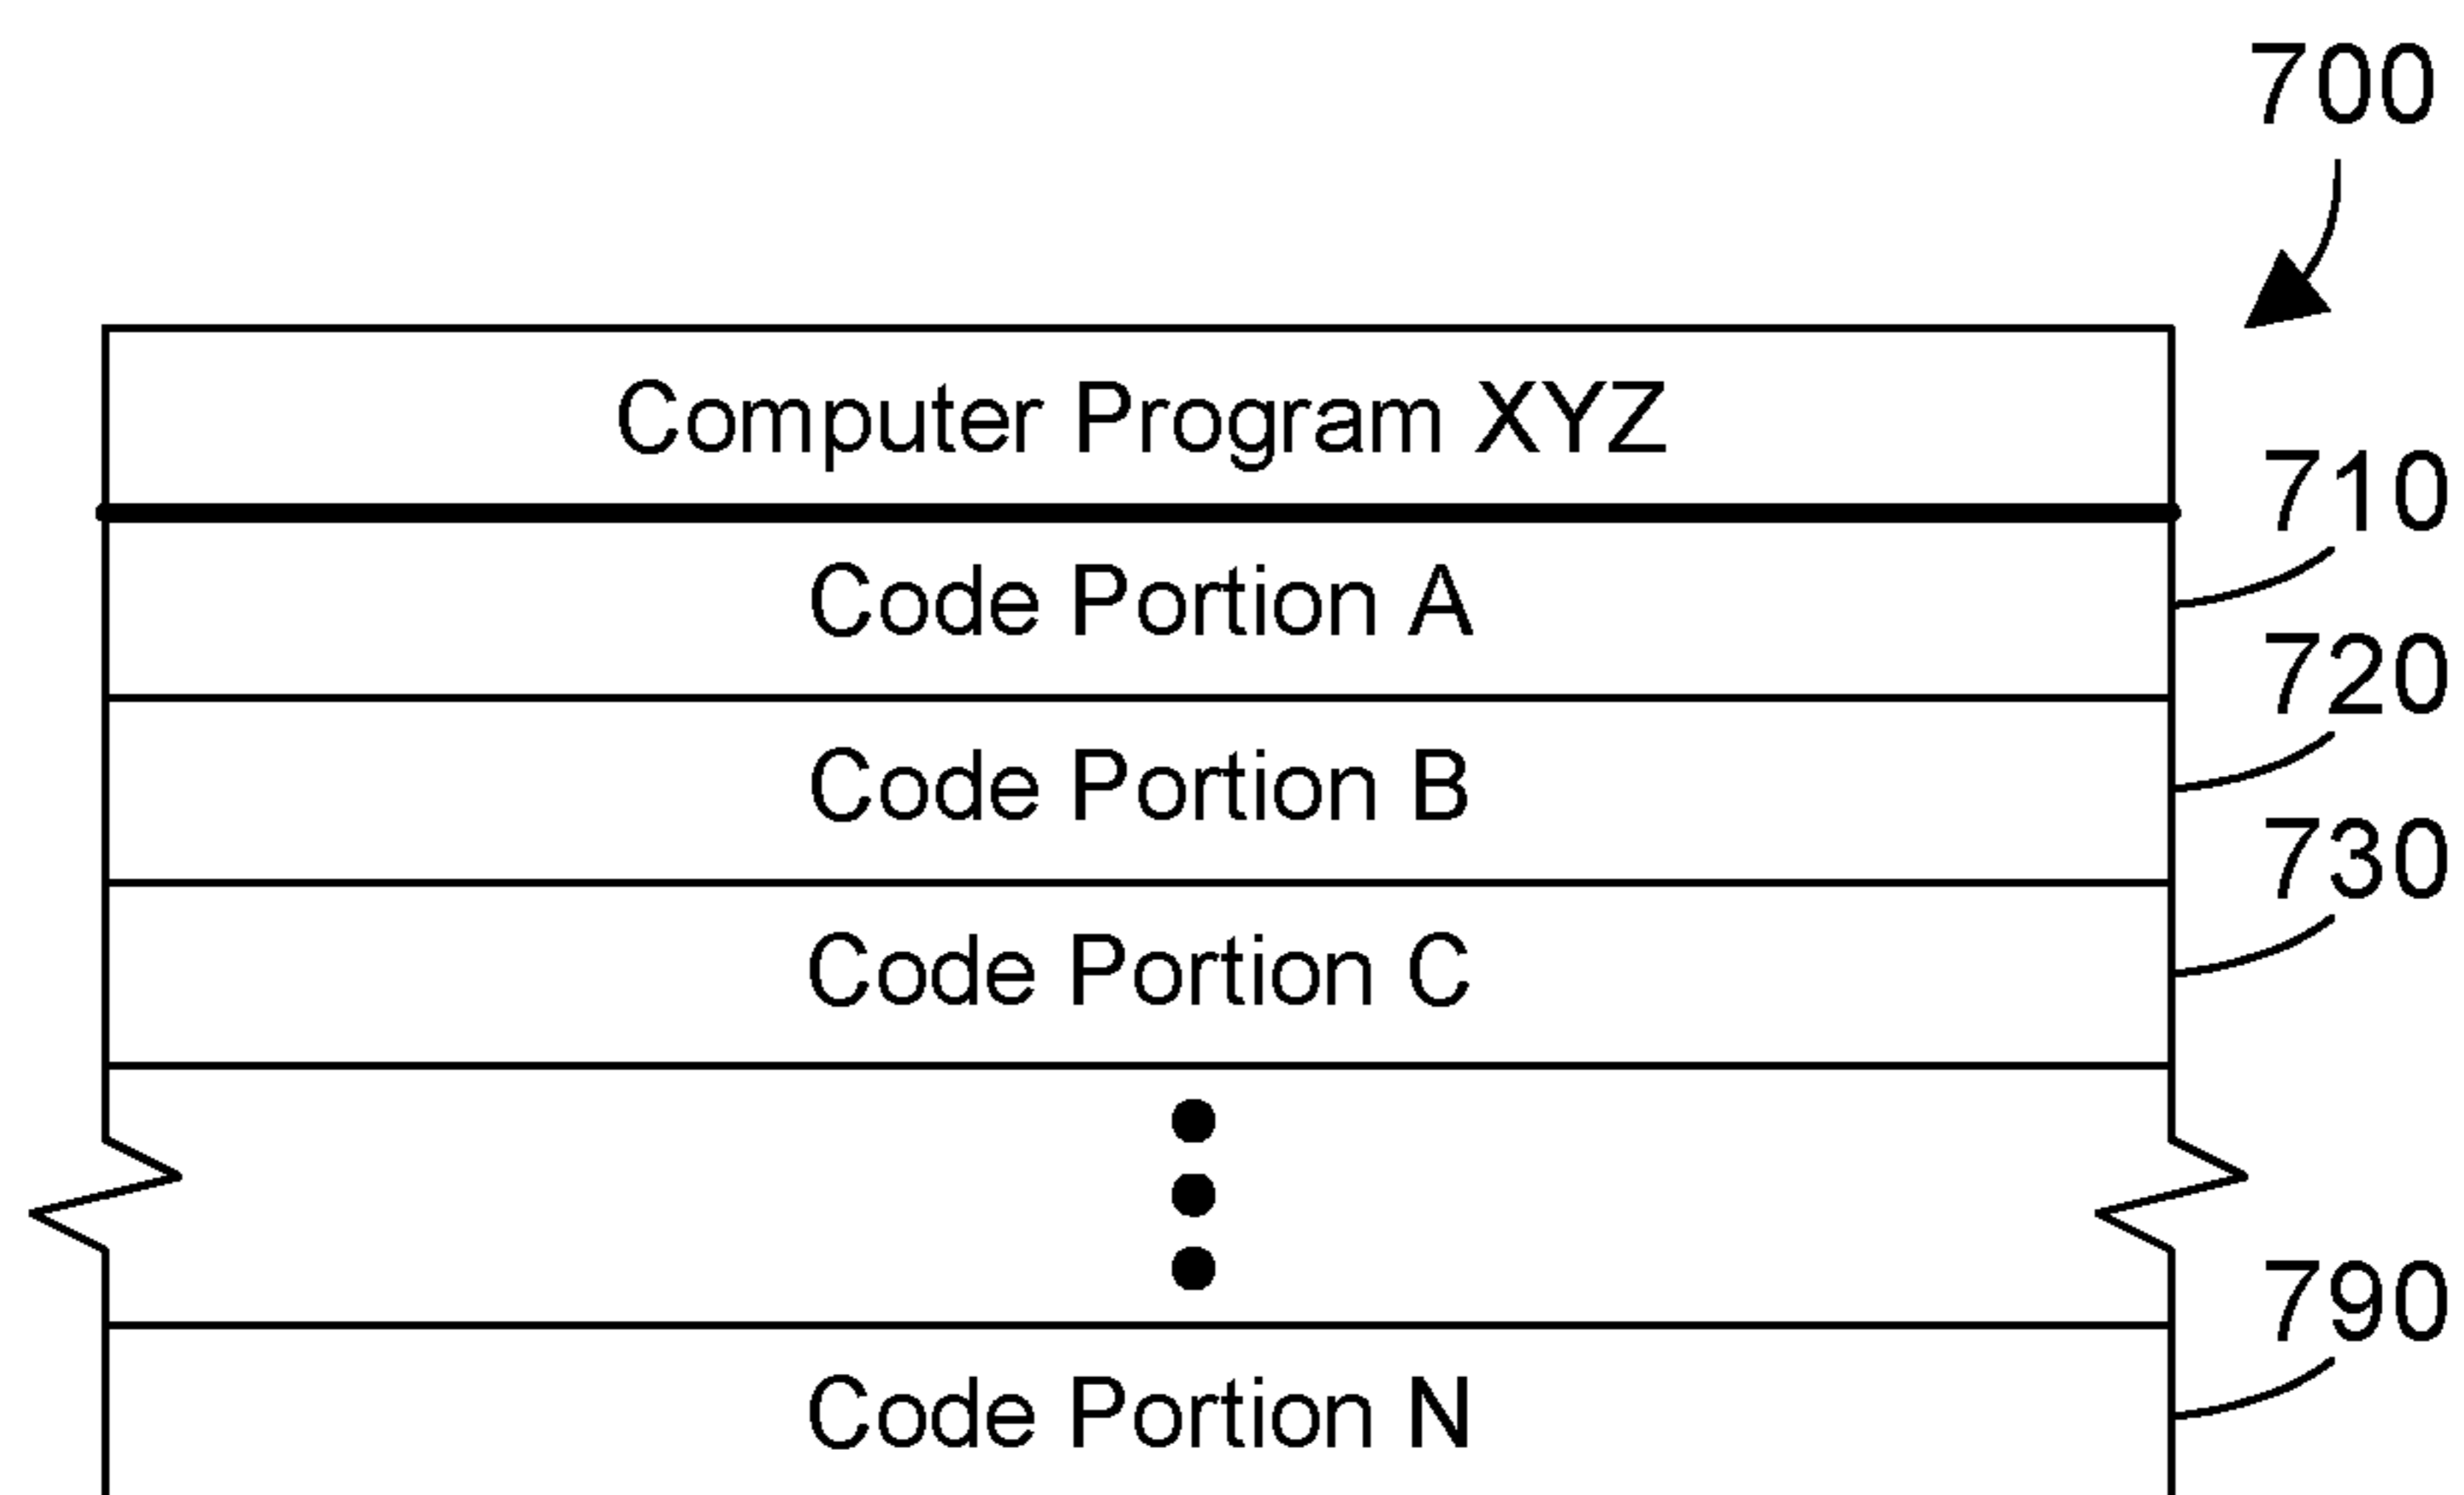 700
Computer Program XYZ
710
Code Portion A
720
Code Portion B
730
Code Portion C
790
Code Portion N